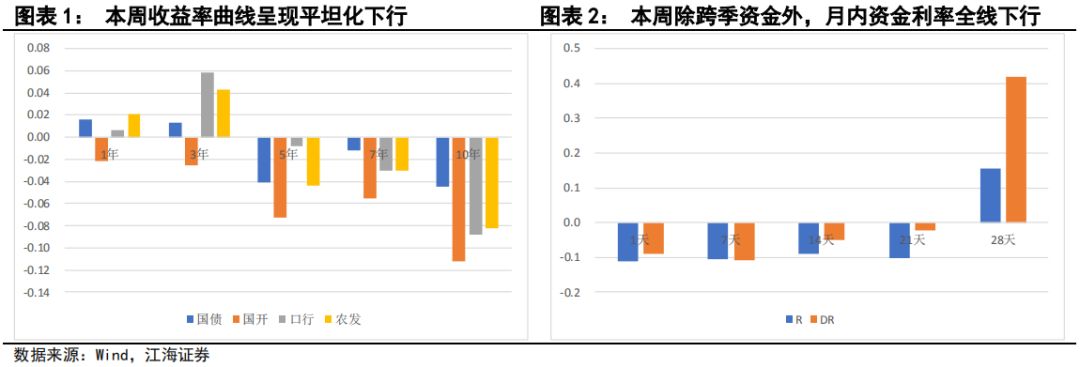 图表1： 本周收益率曲线呈现平坦化下行
0.08
0.06
0.04
0.02
0.00
-0.02
-0.04
-0.06
-0.08
-0.10
-0.12
-0.14
1年 3年 5年 7年 10年
国债 国开 口行 农发
图表2： 本周除跨季资金外，月内资金利率全线下行
0.5
0.4
0.3
0.2
0.1
0.0
-0.1
-0.2
1天 7天 14天 21天 28天
R DR
数据来源：Wind，江海证券